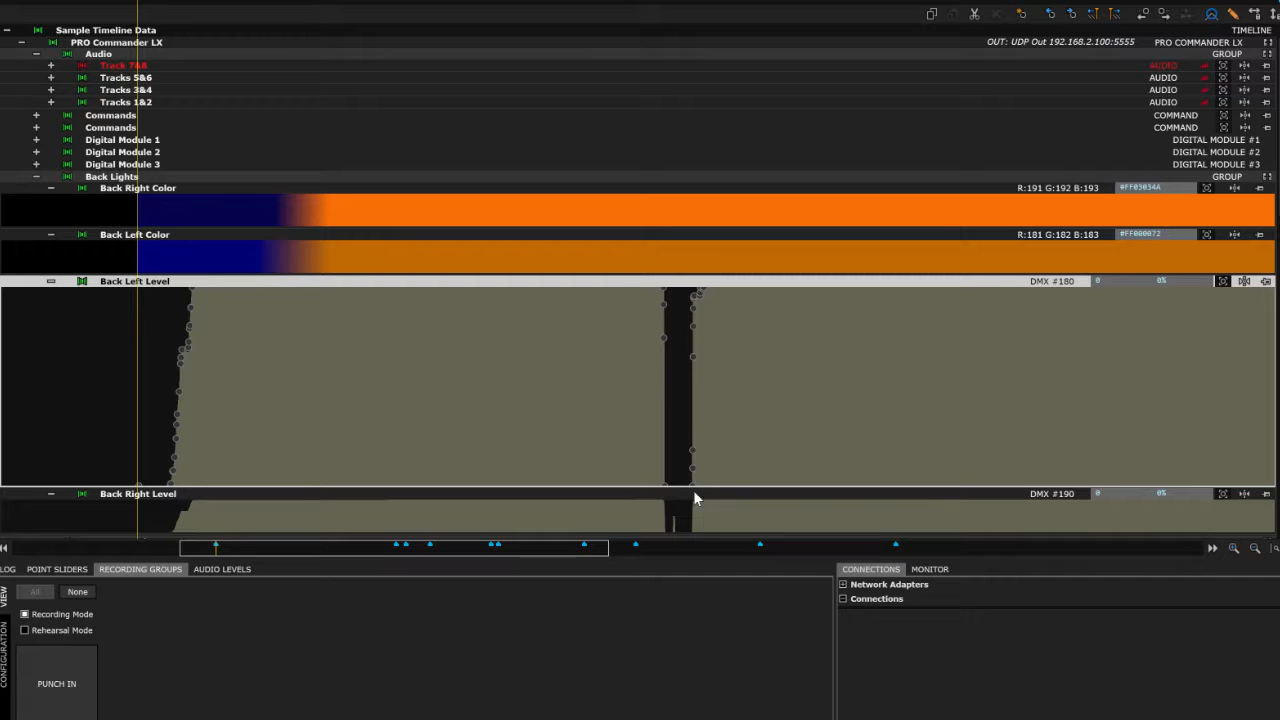 Sample Timeline Data TIMELINE
PRO Commander LX OUT: UDP Out 192.168.2.100:5555 PRO COMMANDER LX
Audio GROUP
Track 7&8 AUDIO
Tracks 5&6 AUDIO
Tracks 3&4 AUDIO
Tracks 1&2 AUDIO
Commands COMMAND
Commands COMMAND
Digital Module 1 DIGITAL MODULE #1
Digital Module 2 DIGITAL MODULE #2
Digital Module 3 DIGITAL MODULE #3
Back Lights GROUP
Back Right Color R:191 G:192 B:193 #FF03034A
Back Left Color R:181 G:182 B:183 #FF000072
Back Left Level DMX #180 0 0%
Back Right Level DMX #190 0 0%
LOG POINT SLIDERS RECORDING GROUPS AUDIO LEVELS CONNECTIONS MONITOR
All None
Recording Mode
Rehearsal Mode
PUNCH IN
VIEW
CONFIGURATION
Network Adapters
Connections